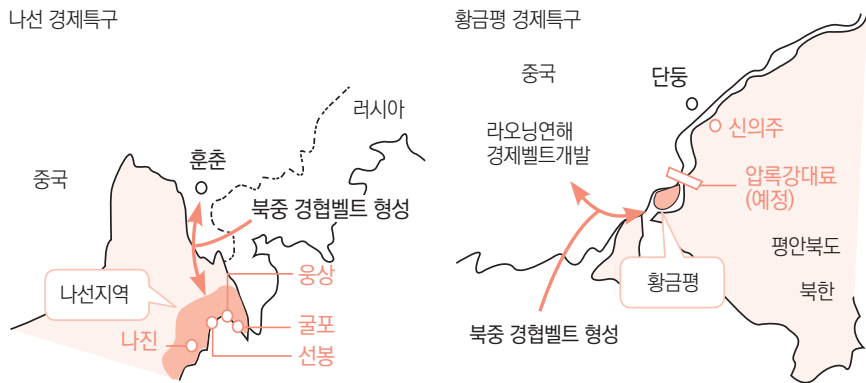 나선 경제특구
러시아
훈춘
중국
북중 경협벨트 형성
웅상
나선지역
굴포
나진
선봉
황금평 경제특구
중국
단둥
신의주
라오닝연해
경제벨트개발
압록강대료
(예정)
평안북도
황금평
북한
북중 경협벨트 형성